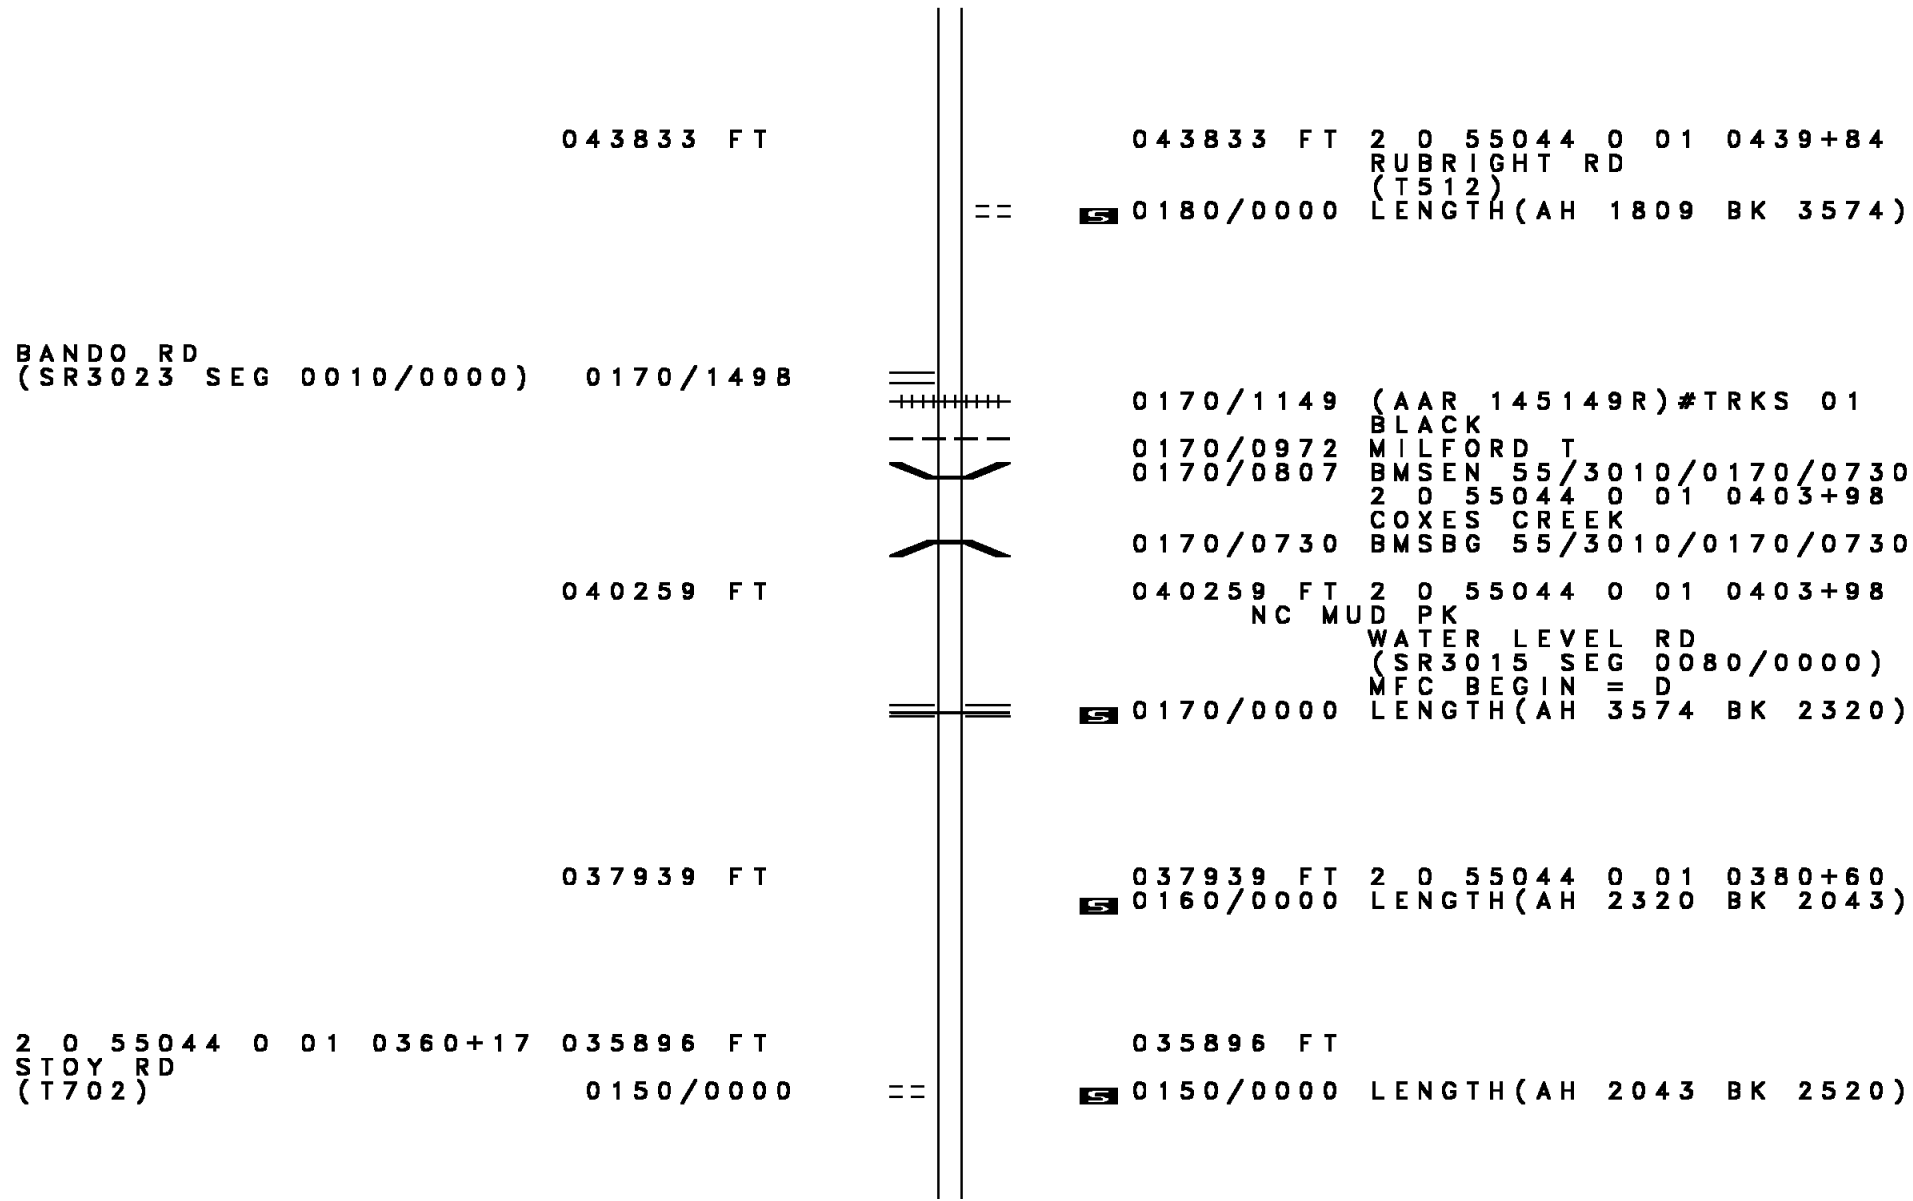 043833 FT 043833 FT 2 0 55044 0 01 0439+84
RUBRIGHT RD
(T512)
S 0180/0000 LENGTH(AH 1809 BK 3574)
BANDO RD
(SR3023 SEG 0010/0000) 0170/1498
0170/1149 (AAR 145149R)#TRKS 01
BLACK
0170/0972 MILFORD T
0170/0807 BMSEN 55/3010/0170/0730
2 0 55044 0 01 0403+98
COXES CREEK
0170/0730 BMSBG 55/3010/0170/0730
040259 FT 040259 FT 2 0 55044 0 01 0403+98
NC MUD PK
WATER LEVEL RD
(SR3015 SEG 0080/0000)
MFC BEGIN = D
S 0170/0000 LENGTH(AH 3574 BK 2320)
037939 FT 037939 FT 2 0 55044 0 01 0380+60
S 0160/0000 LENGTH(AH 2320 BK 2043)
2 0 55044 0 01 0360+17 035896 FT 035896 FT
STOY RD
(T702) 0150/0000 S 0150/0000 LENGTH(AH 2043 BK 2520)